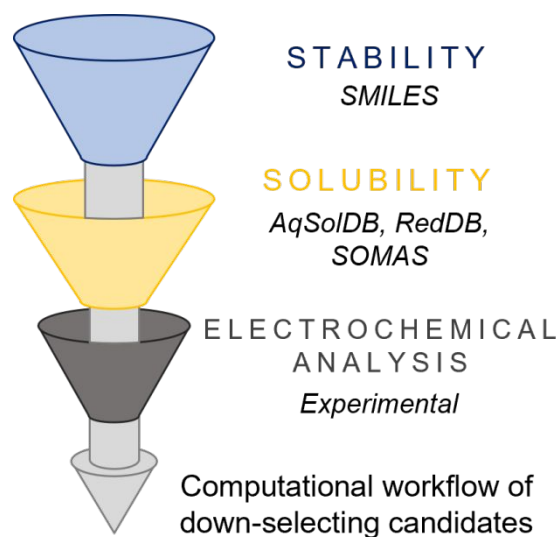 STABILITY
SMILES
SOLUBILITY
AqSolDB, RedDB,
SOMAS
ELECTROCHEMICAL
ANALYSIS
Experimental
Computational workflow of
down-selecting candidates